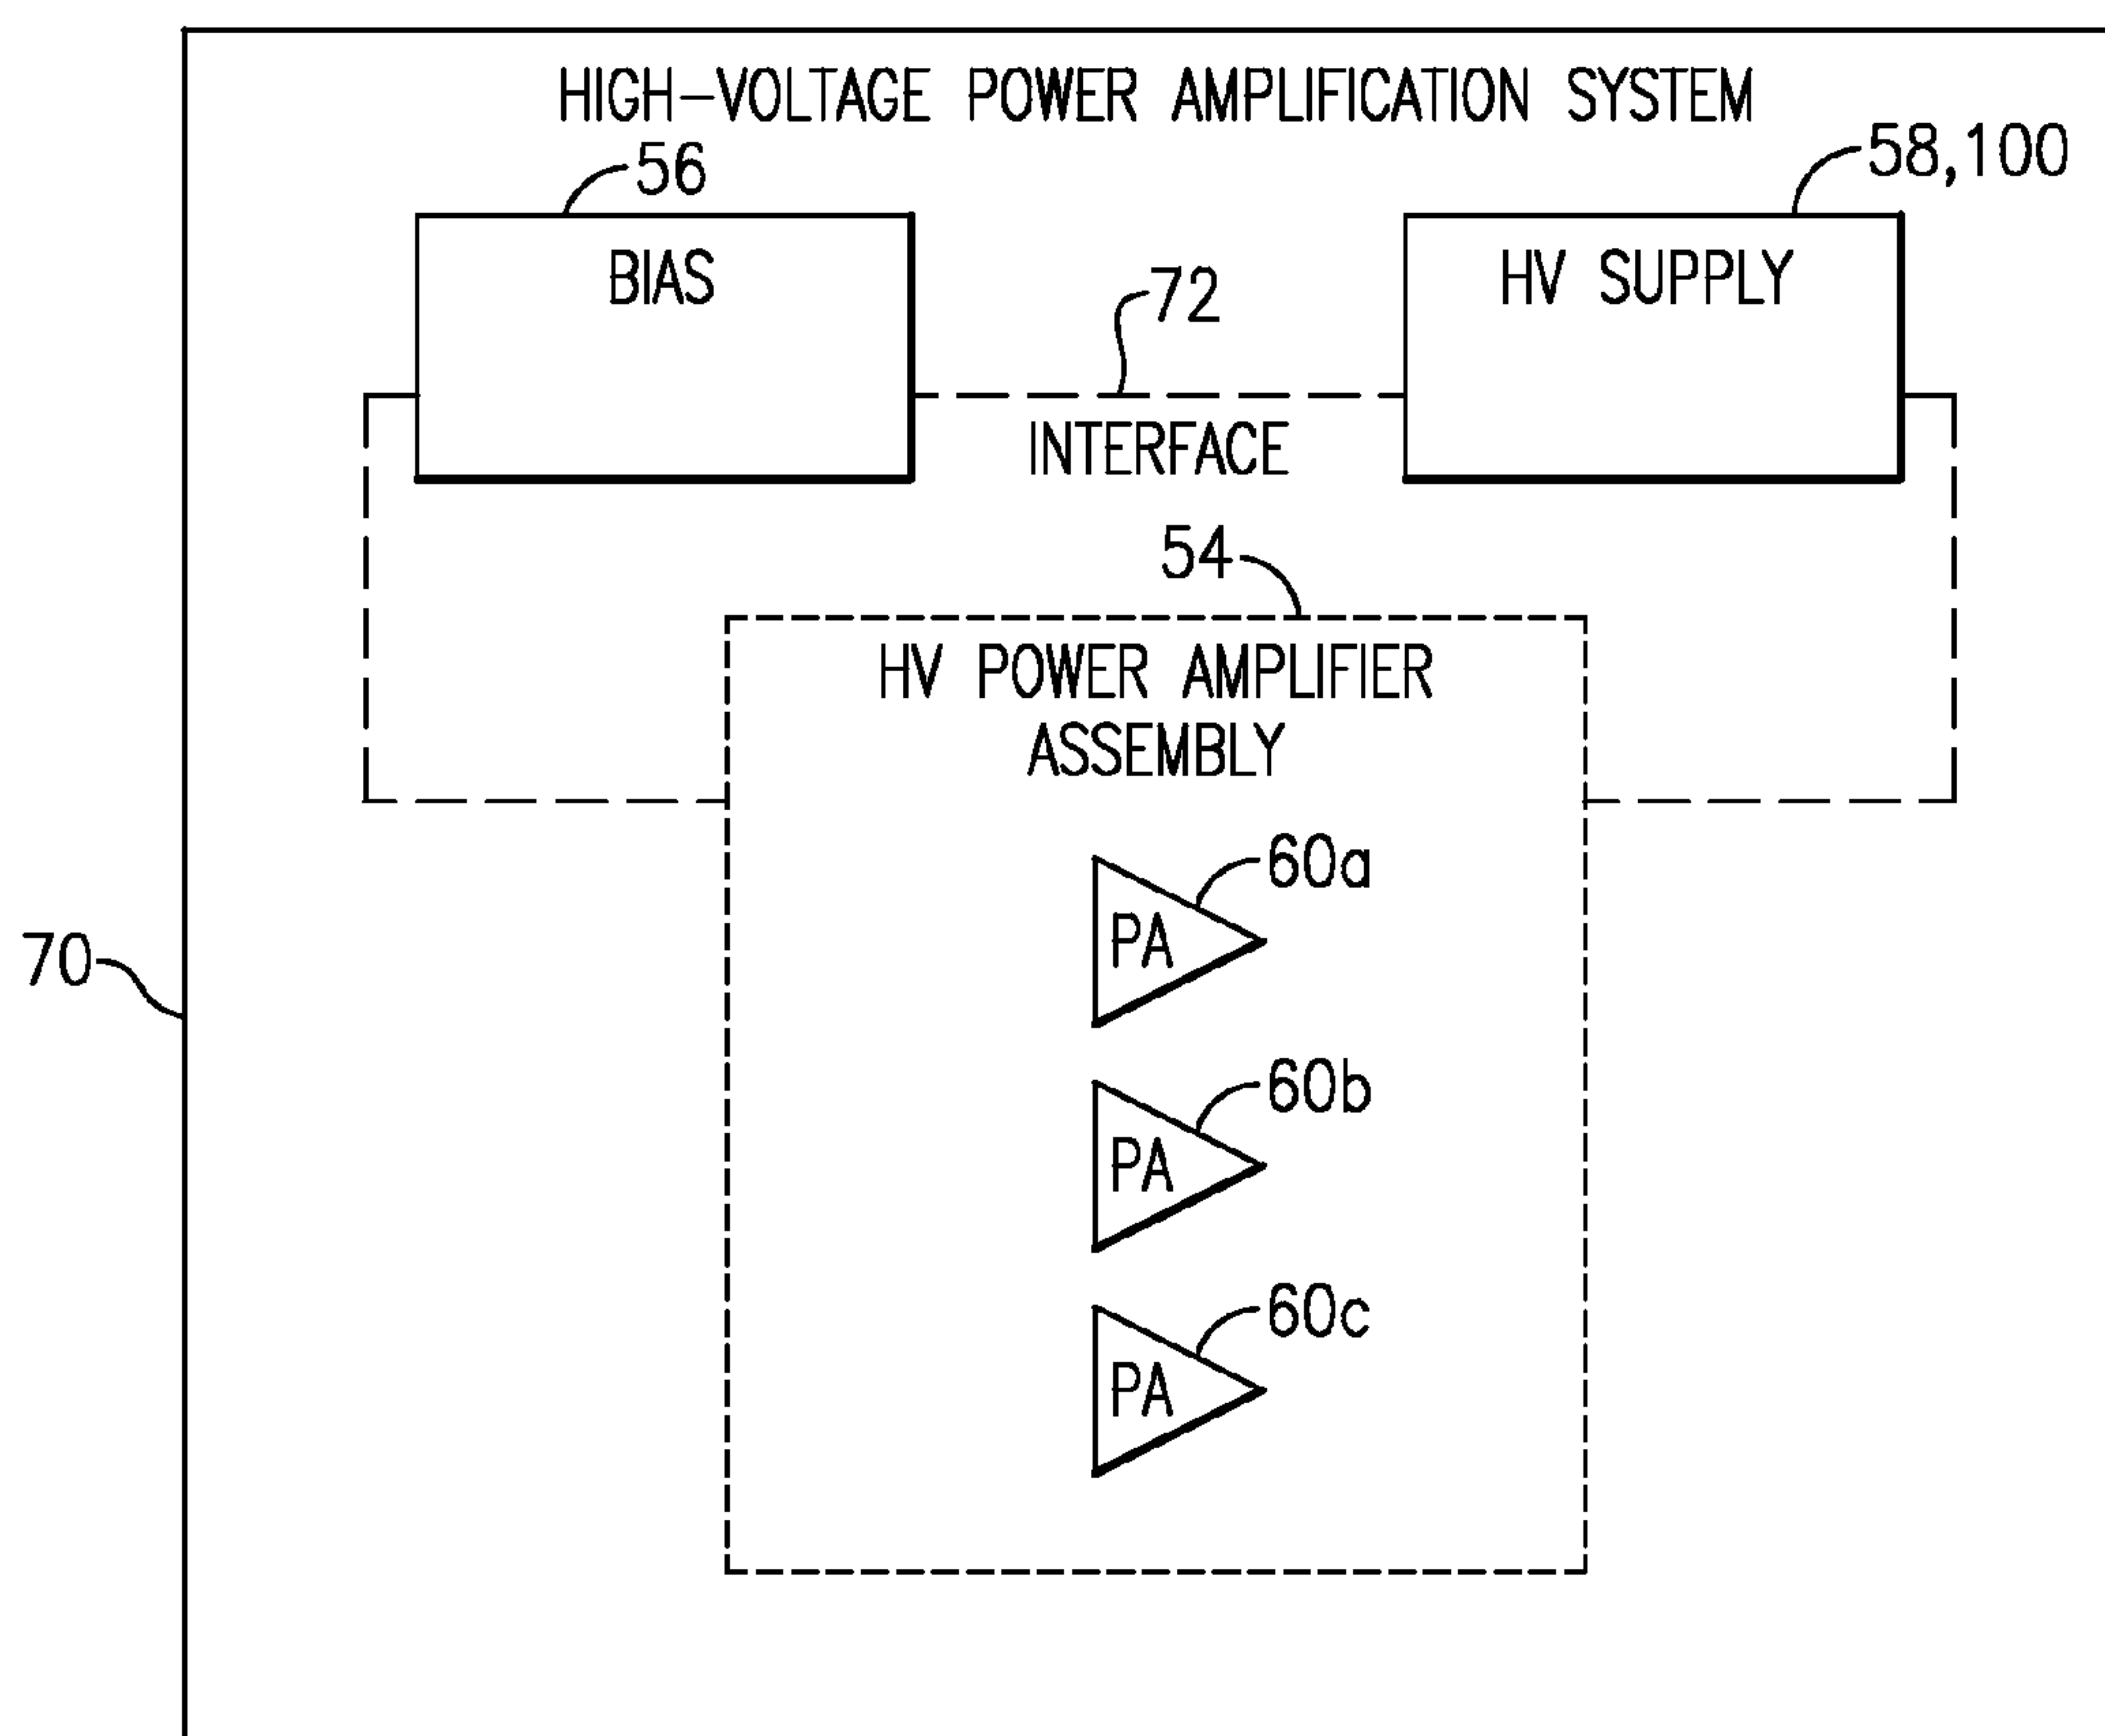 HIGH-VOLTAGE POWER AMPLIFICATION SYSTEM
56
58,100
BIAS
HV SUPPLY
72
INTERFACE
54
HV POWER AMPLIFIER
ASSEMBLY
60a
PA
70
60b
PA
60c
PA